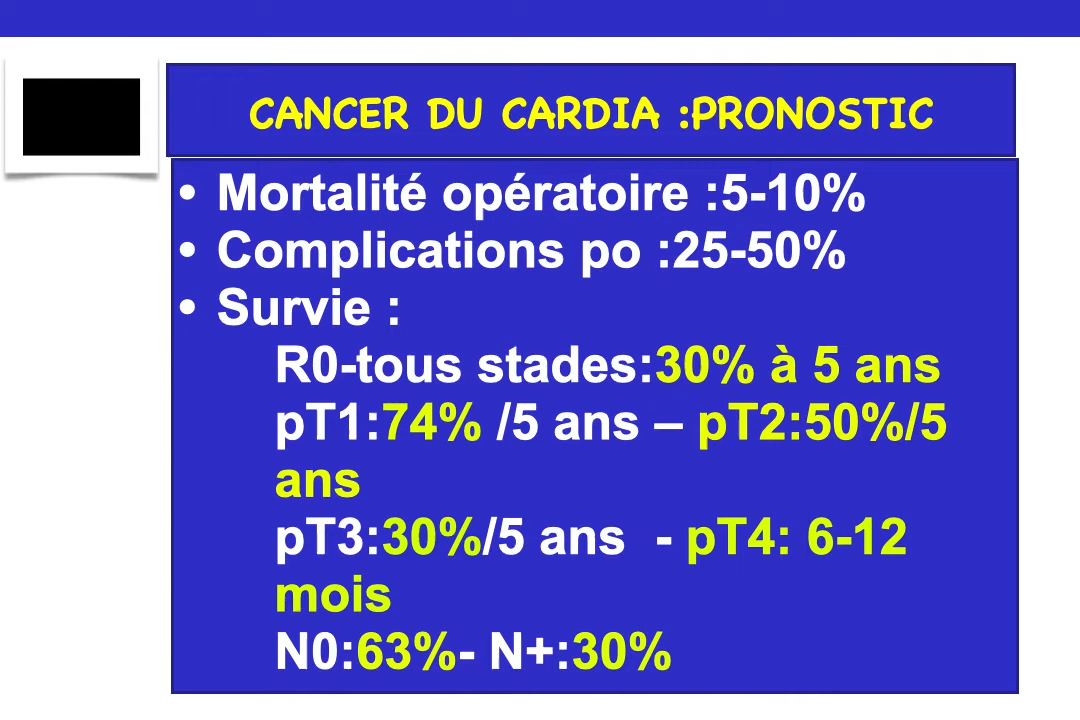 CANCER DU CARDIA :PRONOSTIC
• Mortalité opératoire :5-10%
• Complications po :25-50%
• Survie :
R0-tous stades:30% à 5 ans
pT1:74% /5 ans – pT2:50%/5
ans
pT3:30%/5 ans - pT4: 6-12
mois
N0:63%- N+:30%